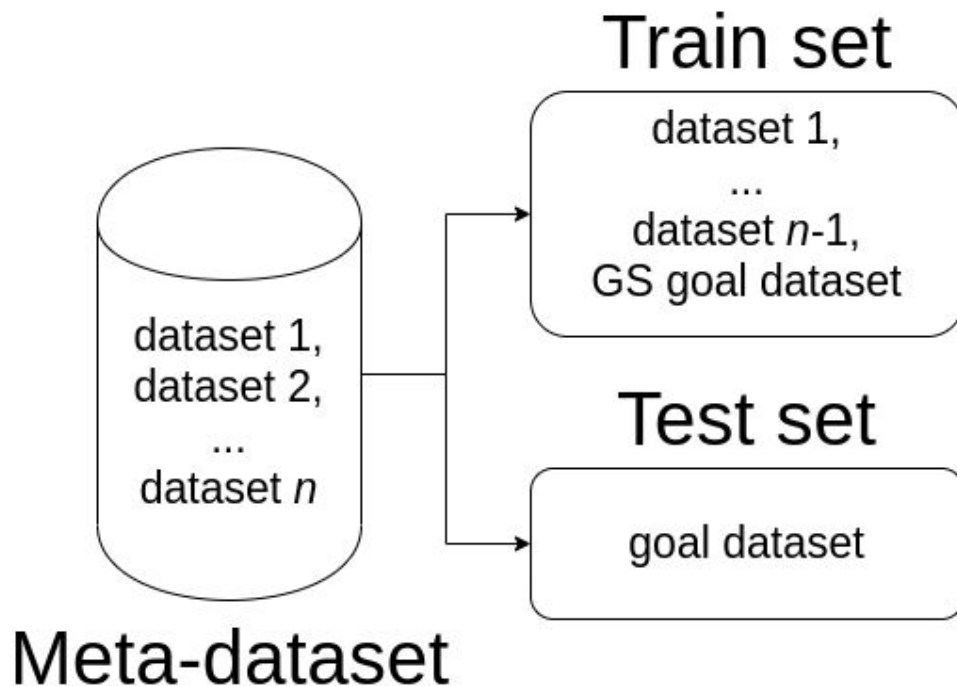 Train set
dataset 1,
...
dataset n-1,
GS goal dataset
dataset 1,
dataset 2,
...
dataset n
Meta-dataset
Test set
goal dataset